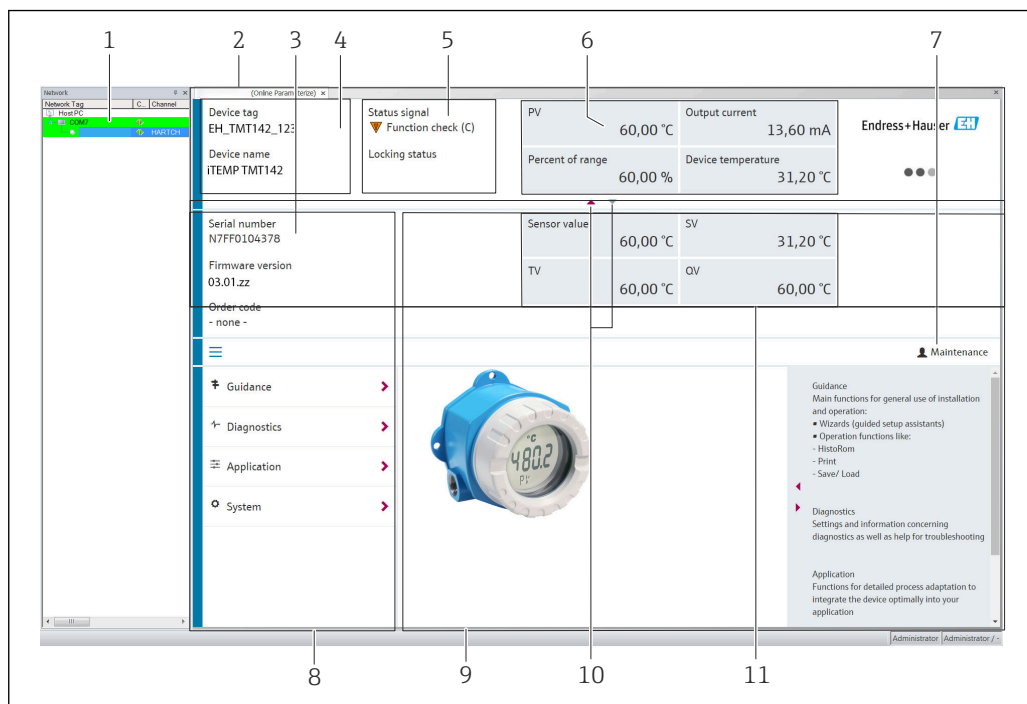 1
2
3
4
5
6
7
Network
(Online Parameterize) ×
Network Tag C... Channel
Host PC
COM7
HARTCH
Device tag
EH_TMT142_123
Device name
iTEMP TMT142
Status signal
Function check (C)
Locking status
PV
60,00 °C
Output current
13,60 mA
Percent of range
60,00 %
Device temperature
31,20 °C
Endress+Hauser EH
Serial number
N7FF0104378
Firmware version
03.01.zz
Order code
- none -
Sensor value
60,00 °C
SV
31,20 °C
TV
60,00 °C
QV
60,00 °C
Maintenance
Guidance
Diagnostics
Application
System
°C
480.2
PV
Guidance
Main functions for general use of installation
and operation:
• Wizards (guided setup assistants)
• Operation functions like:
- HistoRom
- Print
- Save/ Load
Diagnostics
Settings and information concerning
diagnostics as well as help for troubleshooting
Application
Functions for detailed process adaptation to
integrate the device optimally into your
application
Administrator Administrator / -
8
9
10
11